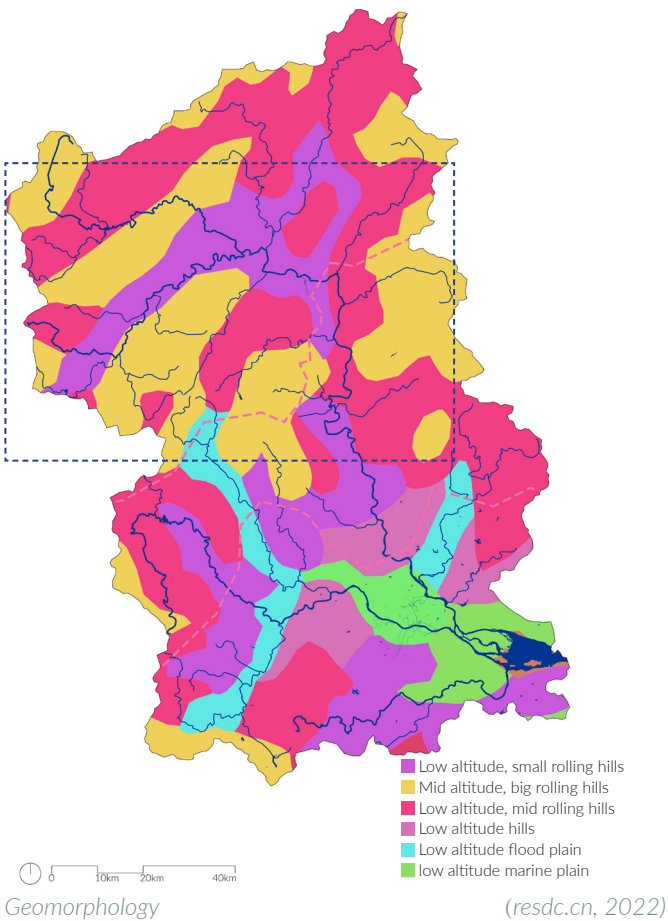 Low altitude, small rolling hills
Mid altitude, big rolling hills
Low altitude, mid rolling hills
Low altitude hills
Low altitude flood plain
low altitude marine plain
0 10km 20km 40km
Geomorphology (resdc.cn, 2022)